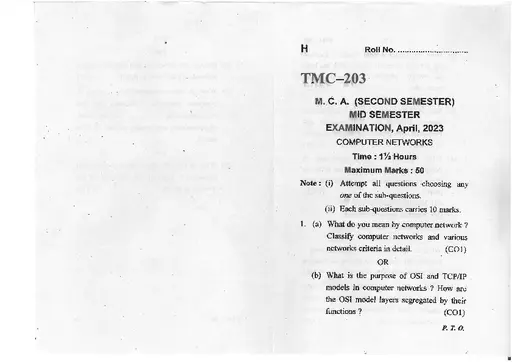 H Roll No. ..............................
TMC–203
M. C. A. (SECOND SEMESTER)
MID SEMESTER
EXAMINATION, April, 2023
COMPUTER NETWORKS
Time : 1½ Hours
Maximum Marks : 50
Note : (i) Attempt all questions choosing any
one of the sub-questions.
(ii) Each sub-questions carries 10 marks.
1. (a) What do you mean by computer network ?
Classify computer networks and various
networks criteria in detail. (CO1)
OR
(b) What is the purpose of OSI and TCP/IP
models in computer networks ? How are
the OSI model layers segregated by their
functions ? (CO1)
P. T. O.